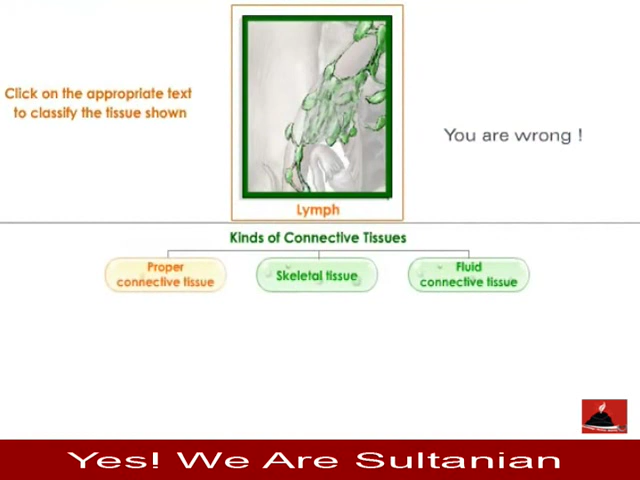 Click on the appropriate text
to classify the tissue shown
You are wrong !
Lymph
Kinds of Connective Tissues
Proper
connective tissue
Skeletal tissue
Fluid
connective tissue
Yes! We Are Sultanian